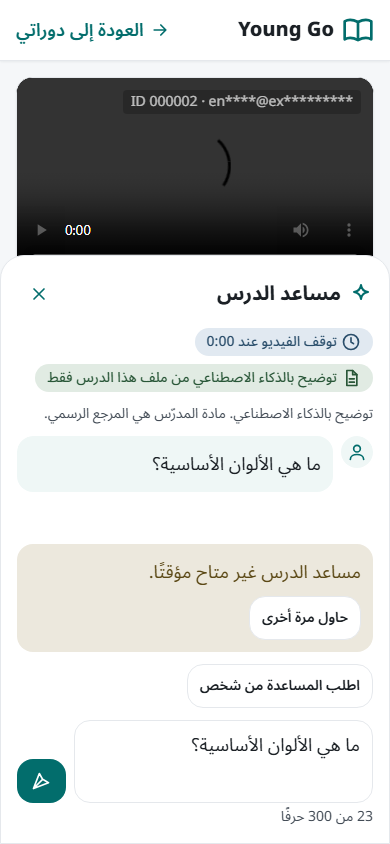 Young Go
العودة إلى دوراتي
ID 000002 · en****@ex*********
0:00
مساعد الدرس
توقف الفيديو عند 0:00
توضيح بالذكاء الاصطناعي من ملف هذا الدرس فقط
توضيح بالذكاء الاصطناعي. مادة المدرّس هي المرجع الرسمي.
ما هي الألوان الأساسية؟
مساعد الدرس غير متاح مؤقتًا.
حاول مرة أخرى
اطلب المساعدة من شخص
ما هي الألوان الأساسية؟
23 من 300 حرفًا